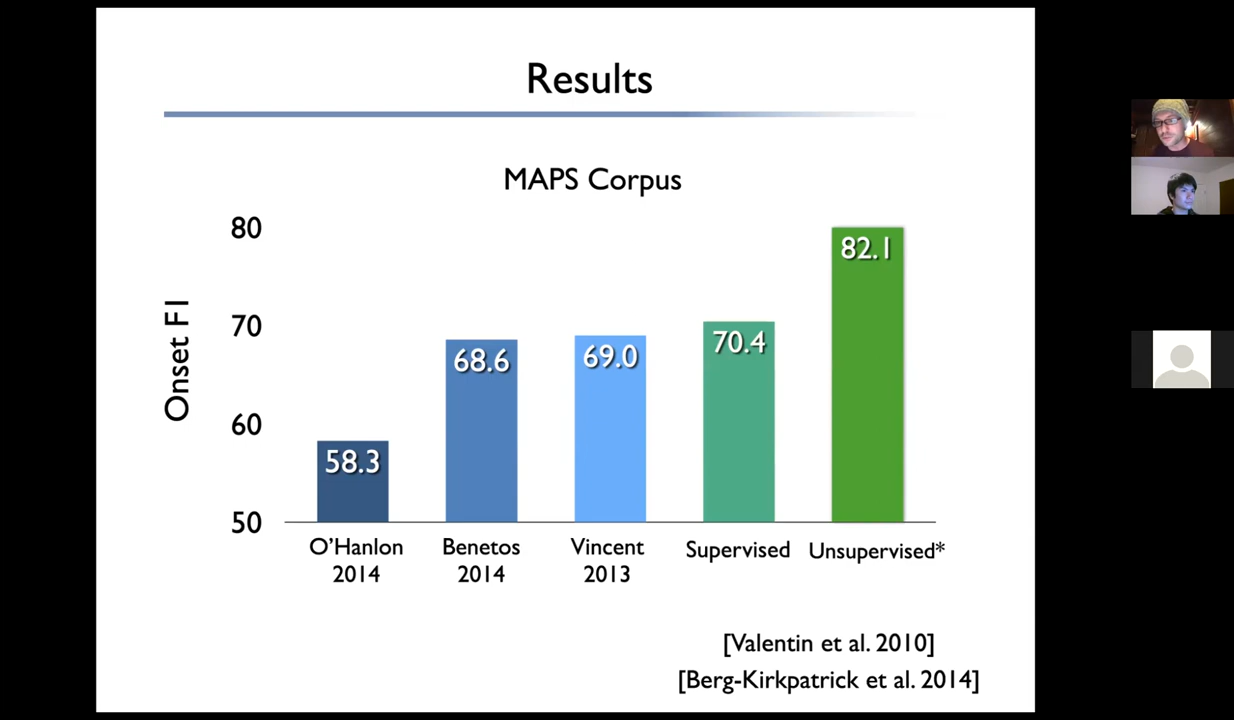 Results
MAPS Corpus
Onset F1
80
70
60
50
58.3
68.6
69.0
70.4
82.1
O'Hanlon
2014
Benetos
2014
Vincent
2013
Supervised
Unsupervised*
[Valentin et al. 2010]
[Berg-Kirkpatrick et al. 2014]